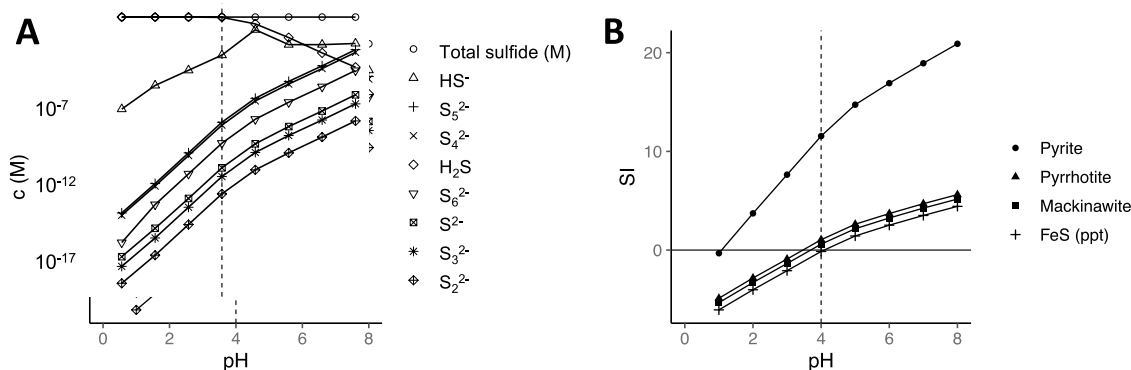 A
10⁻⁷
10⁻¹²
10⁻¹⁷
c (M)
0 2 4 6 8
pH
Total sulfide (M)
HS⁻
S₅²⁻
S₄²⁻
H₂S
S₆²⁻
S²⁻
S₃²⁻
S₂²⁻
B
20
10
0
SI
0 2 4 6 8
pH
Pyrite
Pyrrhotite
Mackinawite
FeS (ppt)